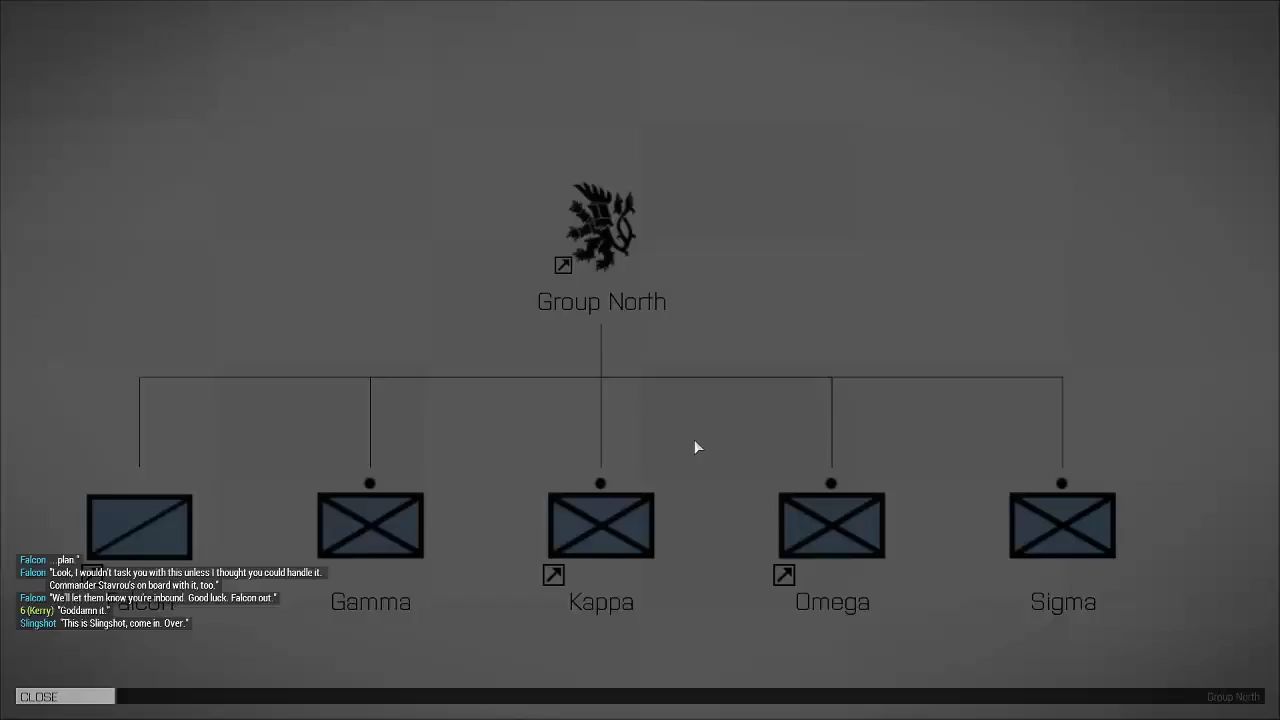 Group North
Falcon ...plan."
Falcon "Look, I wouldn't task you with this unless I thought you could handle it.
Commander Stavrou's on board with it, too."
Falcon "We'll let them know you're inbound. Good luck. Falcon out."
Falcon
Gamma
Kappa
Omega
Sigma
6 (Kerry) "Goddamn it."
Slingshot "This is Slingshot, come in. Over."
CLOSE
Group North